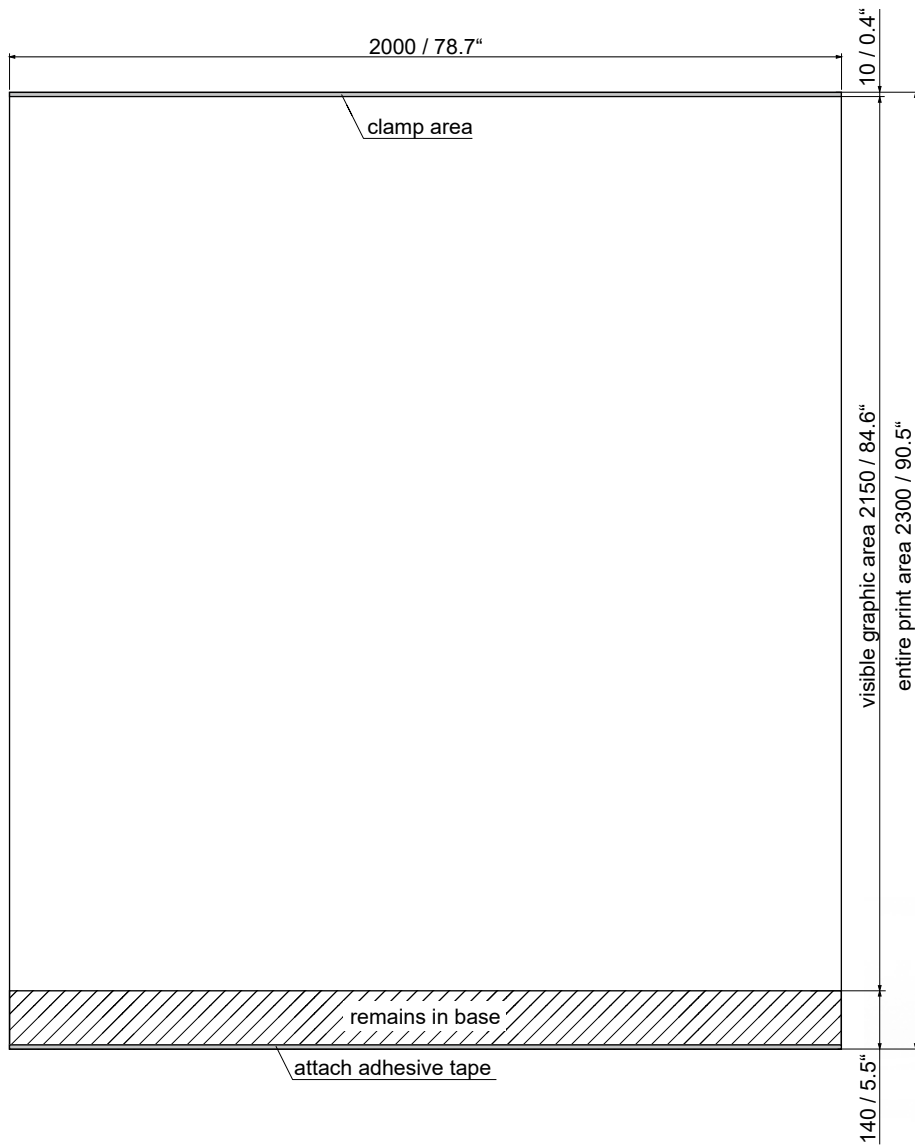 2000 / 78.7“
10 / 0.4“
clamp area
visible graphic area 2150 / 84.6“
entire print area 2300 / 90.5“
remains in base
attach adhesive tape
140 / 5.5“